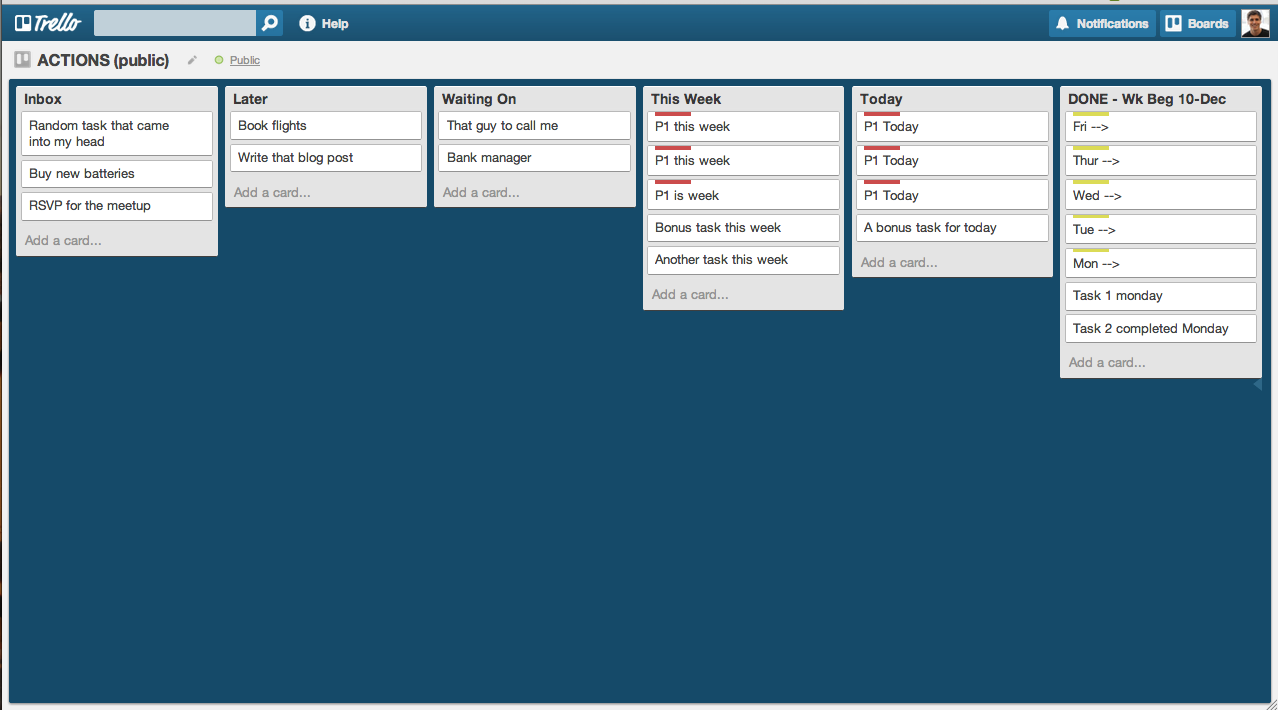 Trello
Help
Notifications
Boards
ACTIONS (public)
Public
Inbox
Random task that came
into my head
Buy new batteries
RSVP for the meetup
Add a card...
Later
Book flights
Write that blog post
Add a card...
Waiting On
That guy to call me
Bank manager
Add a card...
This Week
P1 this week
P1 this week
P1 is week
Bonus task this week
Another task this week
Add a card...
Today
P1 Today
P1 Today
P1 Today
A bonus task for today
Add a card...
DONE - Wk Beg 10-Dec
Fri -->
Thur -->
Wed -->
Tue -->
Mon -->
Task 1 monday
Task 2 completed Monday
Add a card...